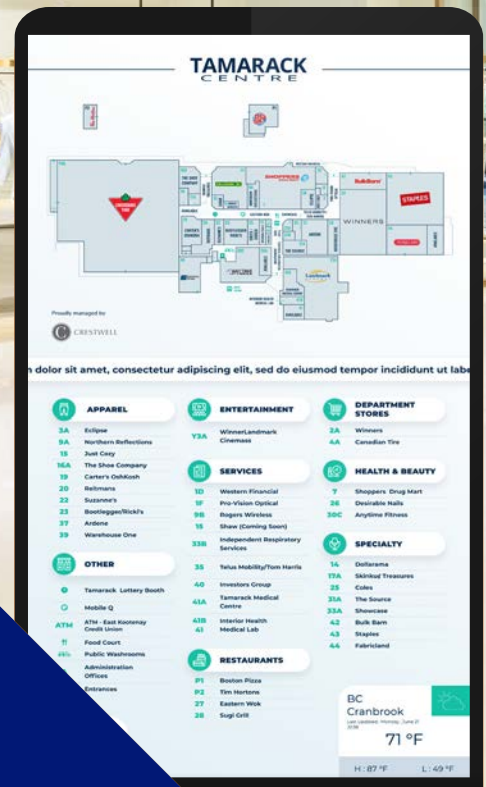 TAMARACK
CENTRE
CANADIAN
TIRE
SHOPPERS
Bulk Barn
STAPLES
WINNERS
Landmark
Proudly managed by
CRESTWELL
dolor sit amet, consectetur adipiscing elit, sed do eiusmod tempor incididunt ut labe
APPAREL
3A Eclipse
9A Northern Reflections
15 Just Cozy
16A The Shoe Company
19 Carter's OshKosh
20 Reitmans
22 Suzanne's
23 Bootlegger/Ricki's
37 Ardene
39 Warehouse One
OTHER
Tamarack Lottery Booth
Mobile Q
ATM ATM - East Kootenay
Credit Union
Food Court
Public Washrooms
Administration
Offices
Entrances
ENTERTAINMENT
Y3A WinnerLandmark
Cinemass
SERVICES
1D Western Financial
1F Pro-Vision Optical
9B Rogers Wireless
15 Shaw (Coming Soon)
33B Independent Respiratory
Services
35 Telus Mobility/Tom Harris
40 Investors Group
41A Tamarack Medical
Centre
41B Interior Health
41 Medical Lab
RESTAURANTS
P1 Boston Pizza
P2 Tim Hortons
27 Eastern Wok
28 Sugi Grill
DEPARTMENT
STORES
2A Winners
4A Canadian Tire
HEALTH & BEAUTY
7 Shoppers Drug Mart
26 Desirable Nails
30C Anytime Fitness
SPECIALTY
14 Dollarama
17A Skinkuz Treasures
25 Coles
31A The Source
33A Showcase
42 Bulk Barn
43 Staples
44 Fabricland
BC
Cranbrook
71 °F
H : 87 °F L : 49 °F